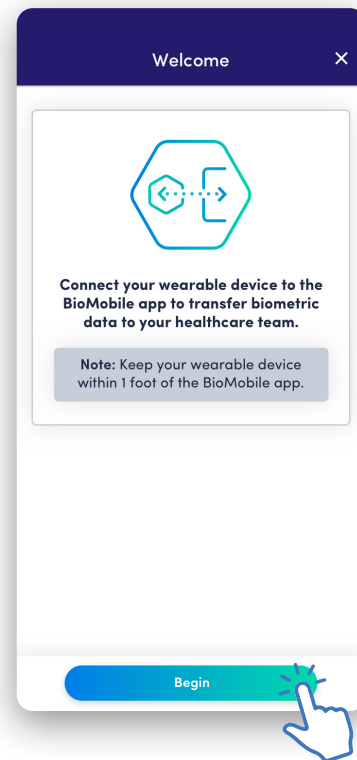 Welcome
Connect your wearable device to the
BioMobile app to transfer biometric
data to your healthcare team.
Note: Keep your wearable device
within 1 foot of the BioMobile app.
Begin